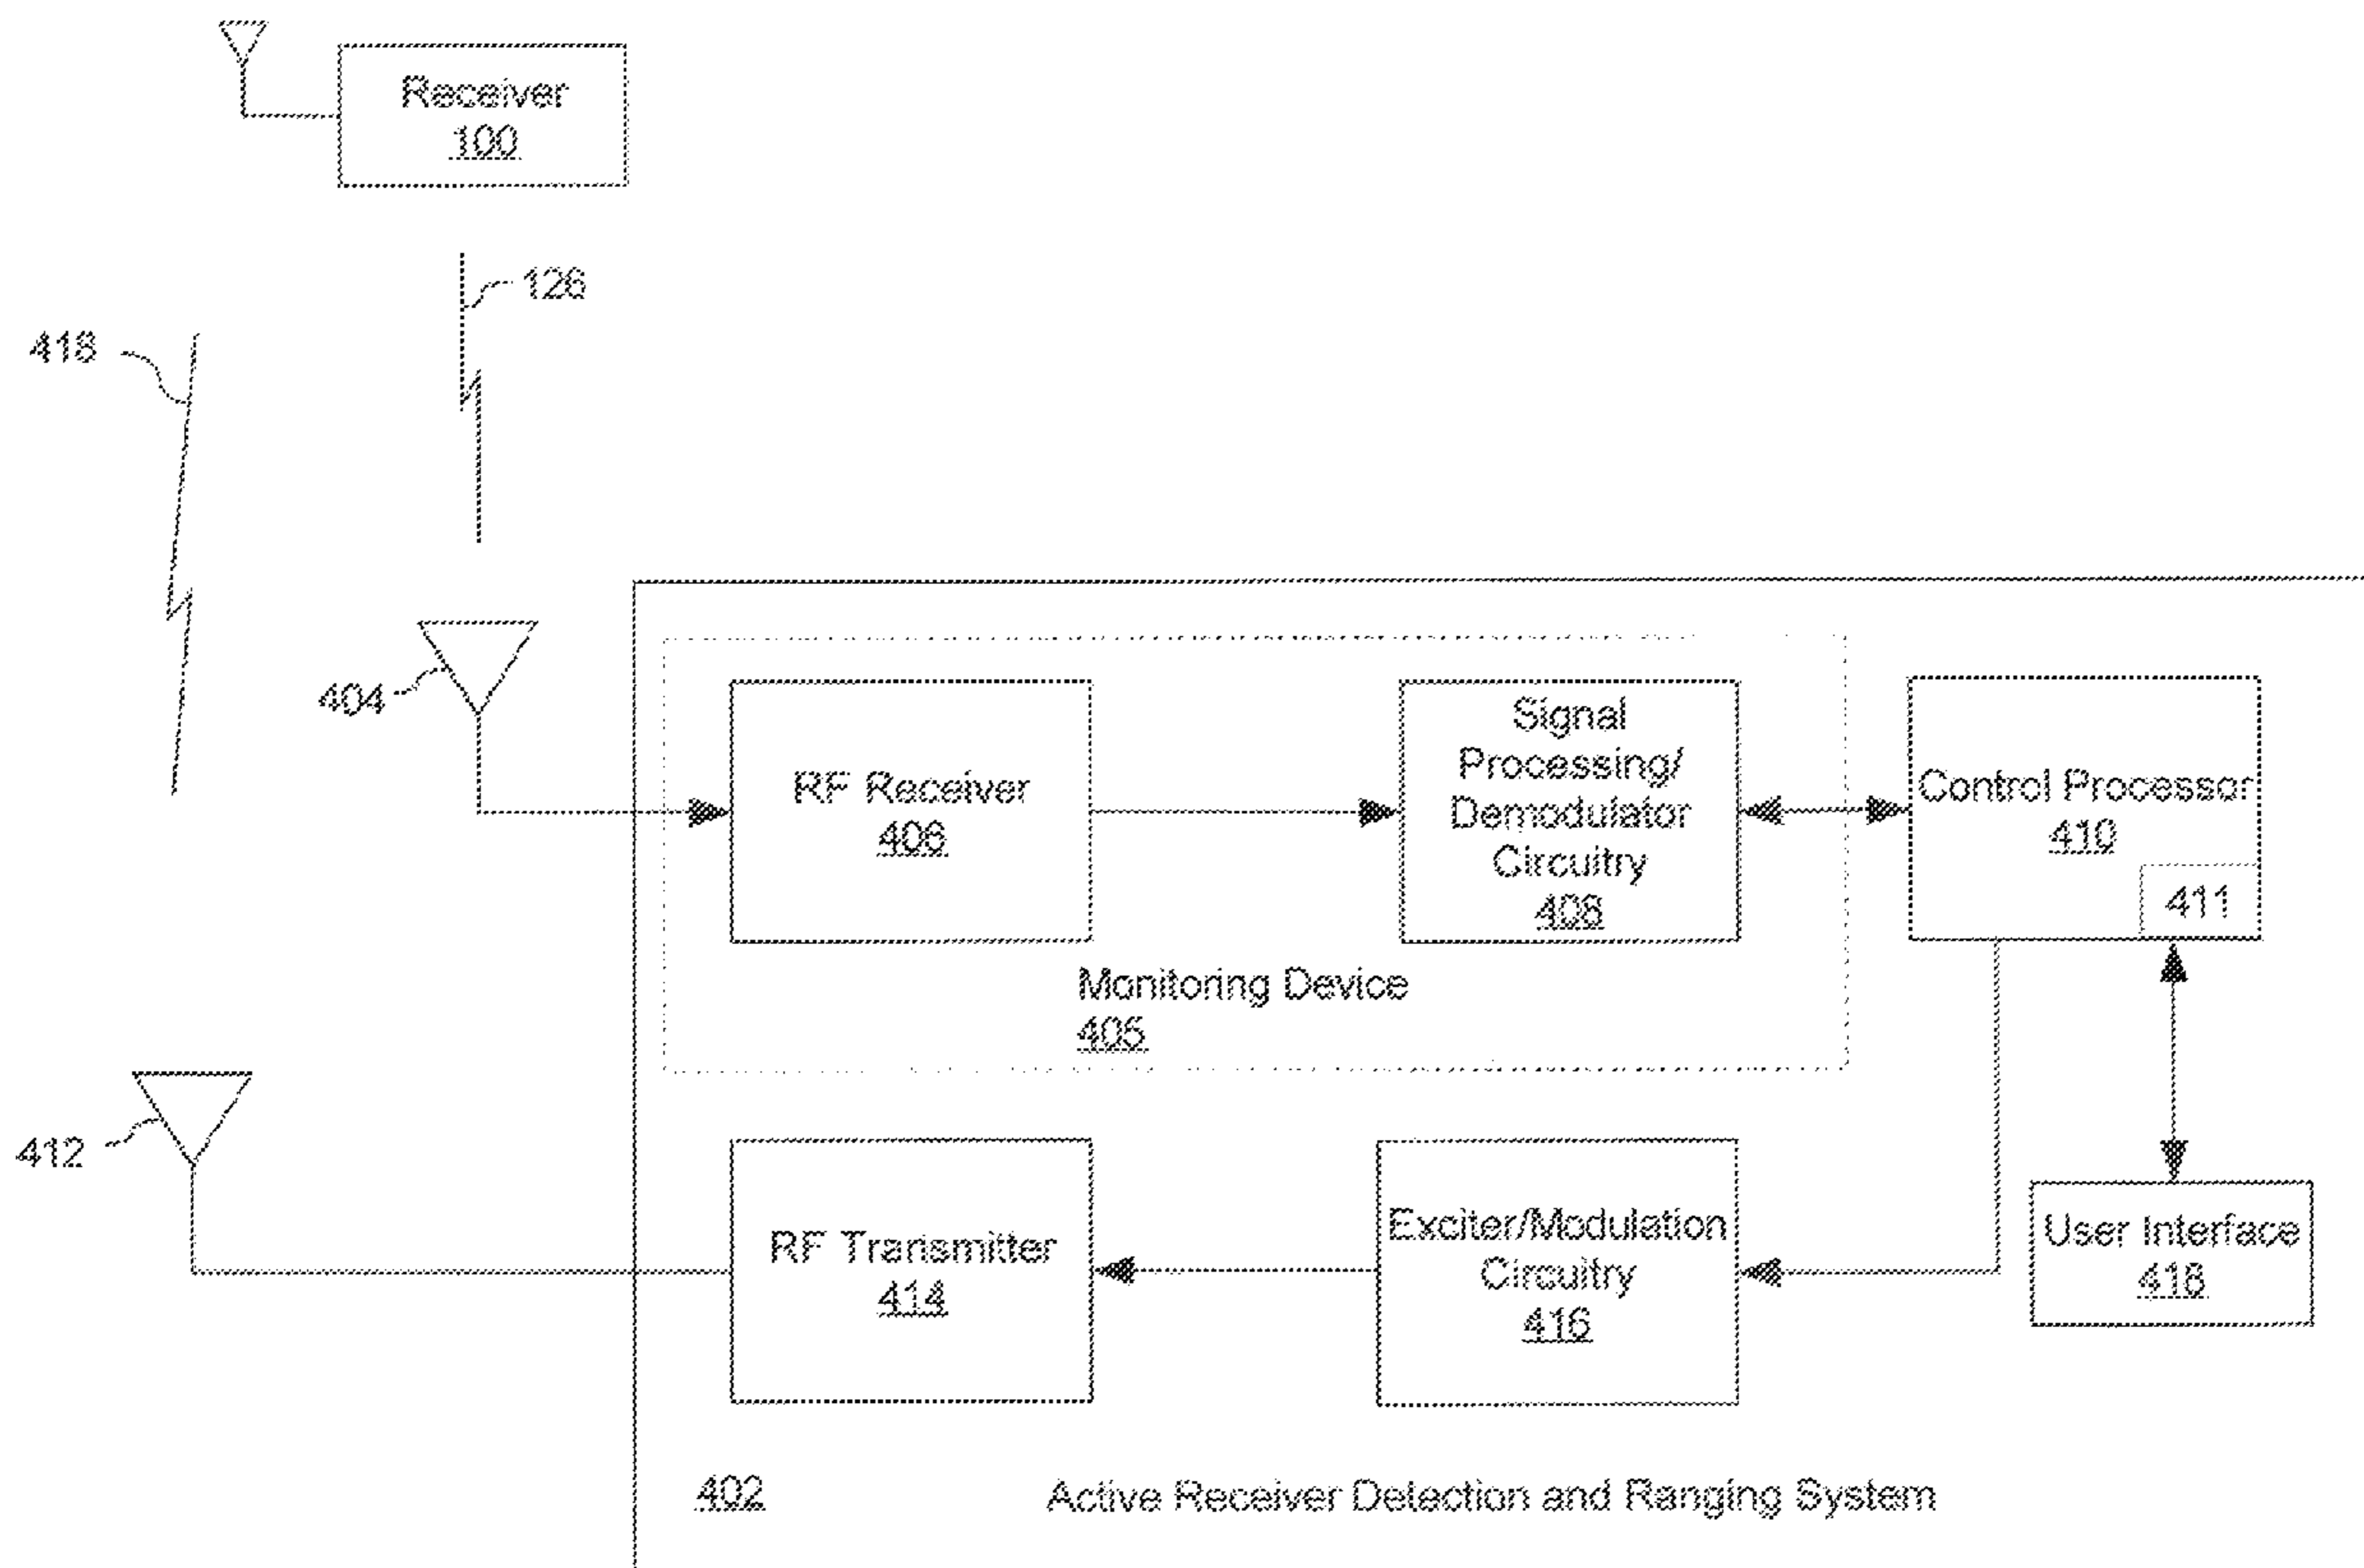 Receiver
100
126
418
404
RF Receiver
406
Signal
Processing/
Demodulator
Circuitry
408
Control Processor
410
411
Monitoring Device
405
412
RF Transmitter
414
Exciter/Modulation
Circuitry
416
User Interface
418
402
Active Receiver Detection and Ranging System